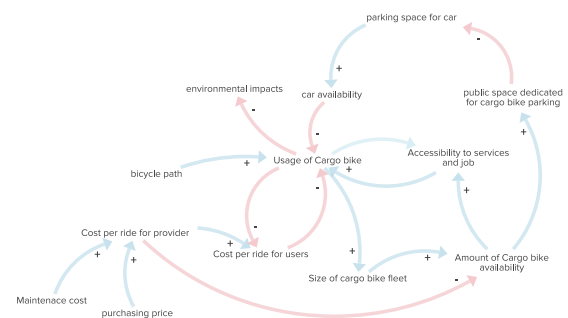 parking space for car
-
+
environmental impacts
car availability
public space dedicated
for cargo bike parking
-
-
+
Accessibility to services
and job
Usage of Cargo bike
+
+
bicycle path
-
+
-
Cost per ride for provider
+
Cost per ride for users
+
+
Amount of Cargo bike
availability
+
+
Size of cargo bike fleet
-
Maintenace cost
purchasing price